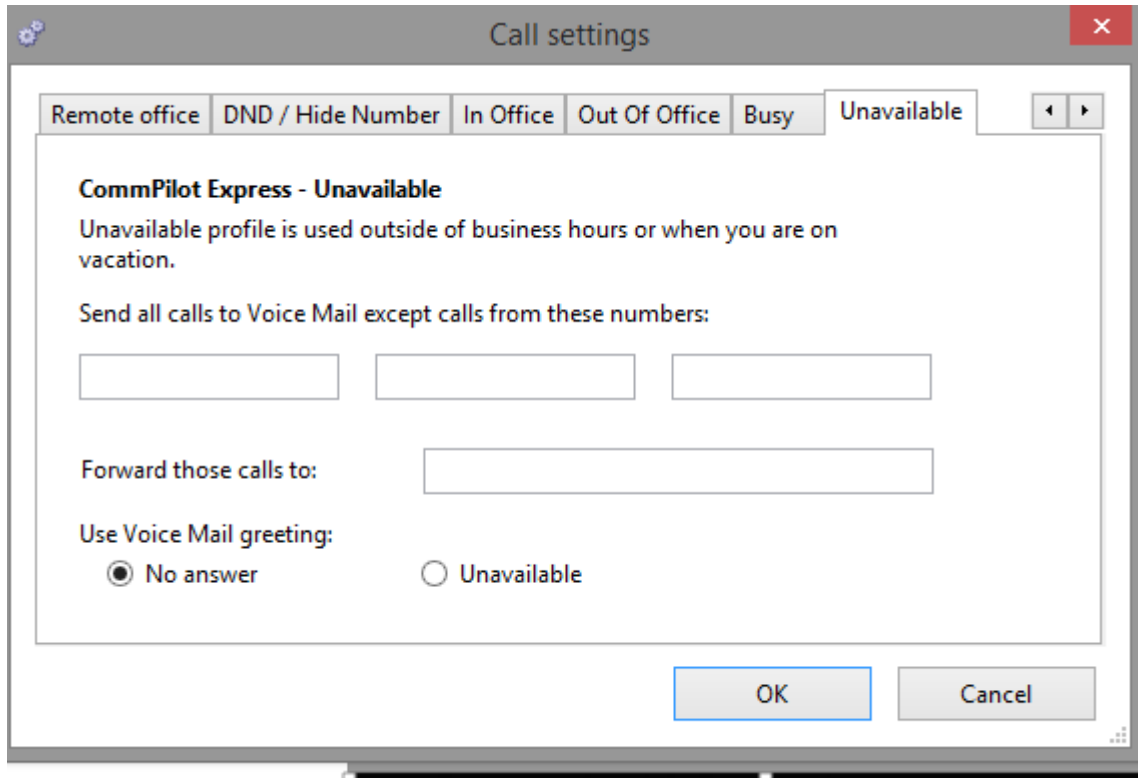 Call settings
Remote office DND / Hide Number In Office Out Of Office Busy Unavailable
CommPilot Express - Unavailable
Unavailable profile is used outside of business hours or when you are on
vacation.
Send all calls to Voice Mail except calls from these numbers:
Forward those calls to:
Use Voice Mail greeting:
No answer Unavailable
OK Cancel